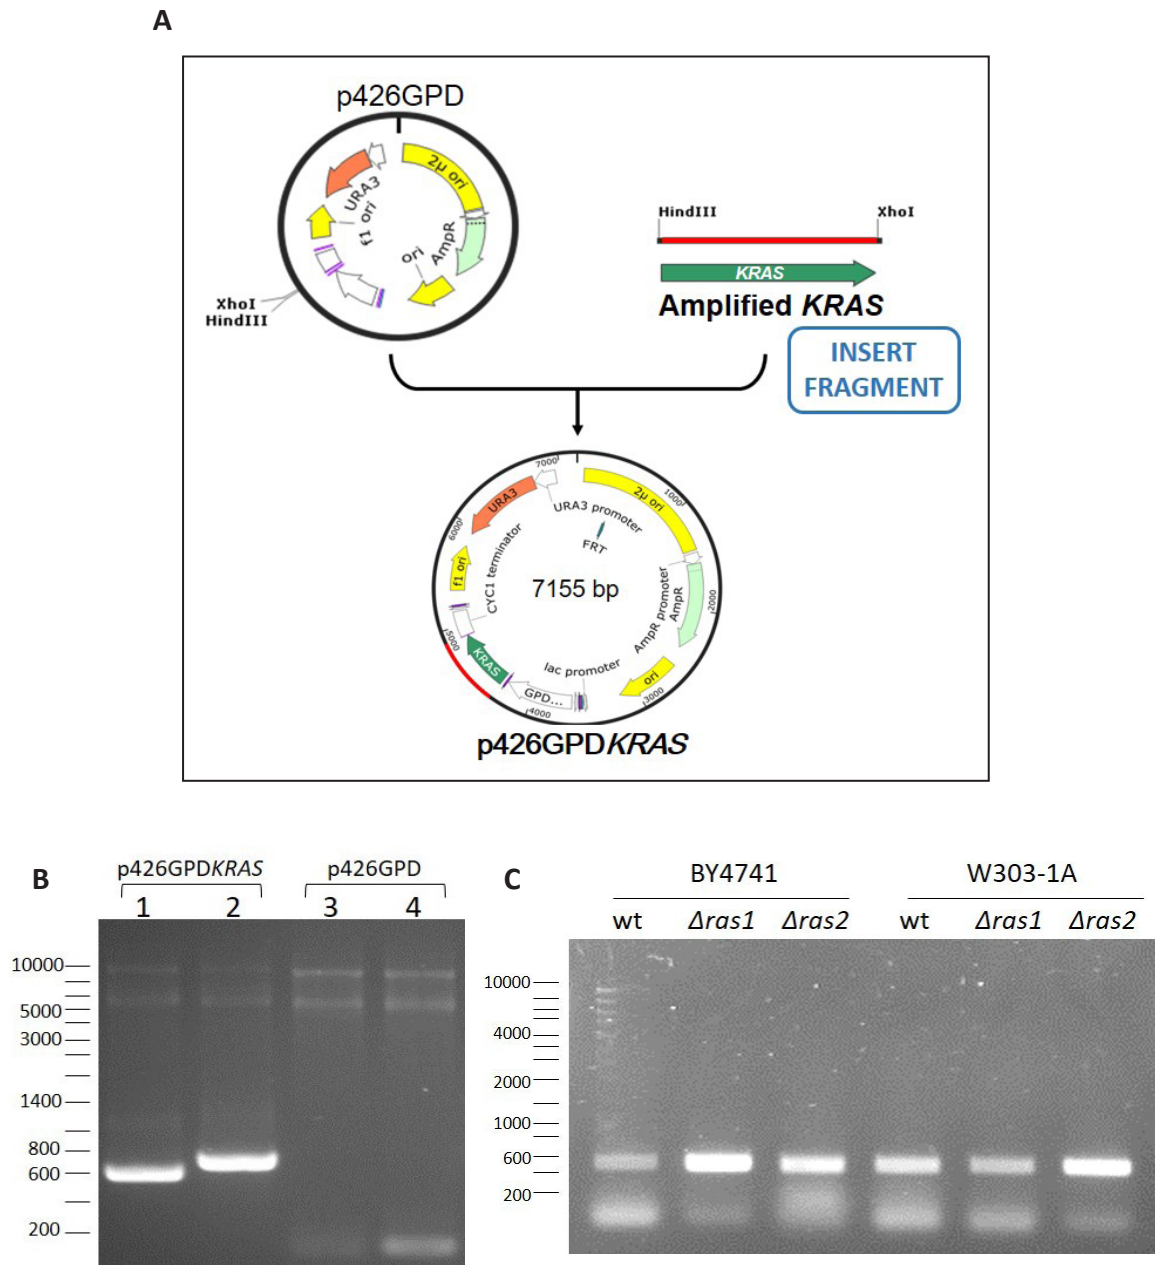 A
p426GPD
2µ ori
URA3
f1 ori
AmpR
ori
XhoI
HindIII
HindIII
XhoI
KRAS
Amplified KRAS
INSERT
FRAGMENT
7000
1000
2µ ori
URA3
URA3 promoter
6000
FRT
CYC1 terminator
f1 ori
7155 bp
AmpR promoter
AmpR
2000
5000
KRAS
lac promoter
ori
GPD...
3000
4000
p426GPDKRAS
B
p426GPDKRAS
p426GPD
1 2 3 4
10000
5000
3000
1400
800
600
200
C
BY4741
W303-1A
wt Δras1 Δras2 wt Δras1 Δras2
10000
4000
2000
1000
600
200